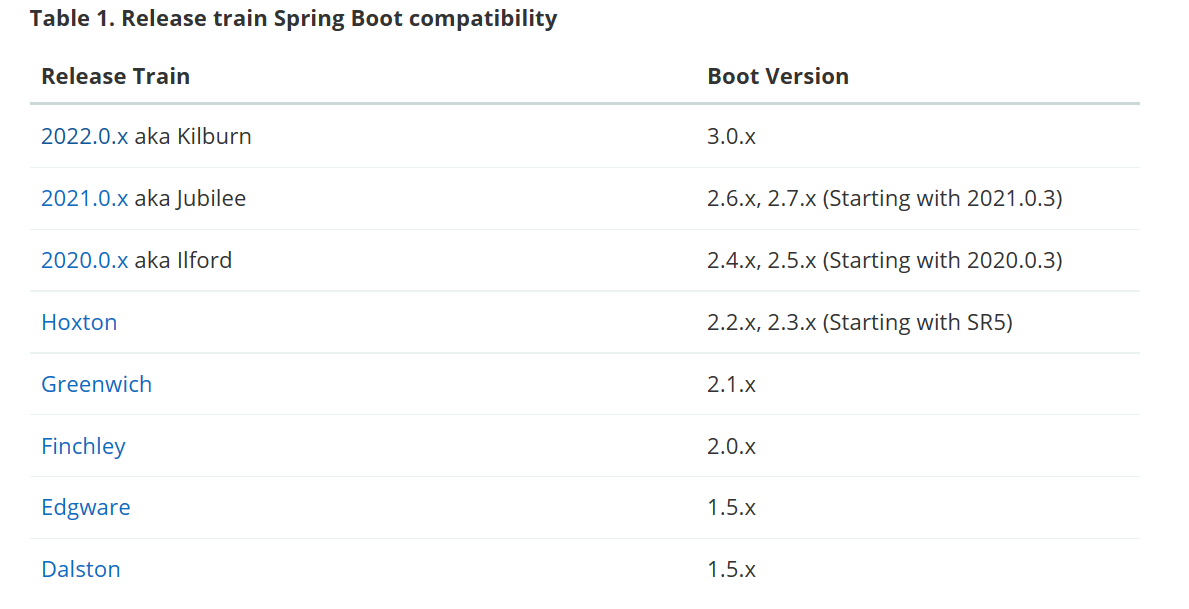 Table 1. Release train Spring Boot compatibility
Release Train Boot Version
2022.0.x aka Kilburn 3.0.x
2021.0.x aka Jubilee 2.6.x, 2.7.x (Starting with 2021.0.3)
2020.0.x aka Ilford 2.4.x, 2.5.x (Starting with 2020.0.3)
Hoxton 2.2.x, 2.3.x (Starting with SR5)
Greenwich 2.1.x
Finchley 2.0.x
Edgware 1.5.x
Dalston 1.5.x